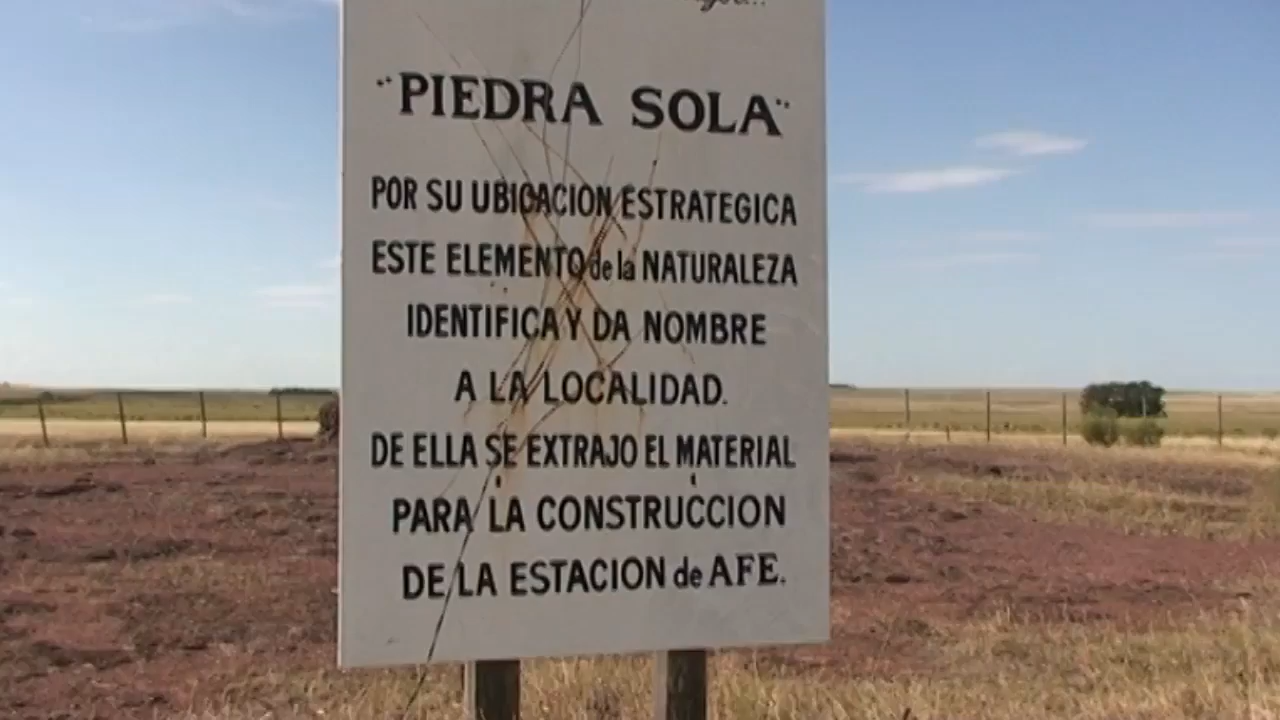 "PIEDRA SOLA"
POR SU UBICACION ESTRATEGICA
ESTE ELEMENTO de la NATURALEZA
IDENTIFICA Y DA NOMBRE
A LA LOCALIDAD.
DE ELLA SE EXTRAJO EL MATERIAL
PARA LA CONSTRUCCION
DE LA ESTACION de AFE.